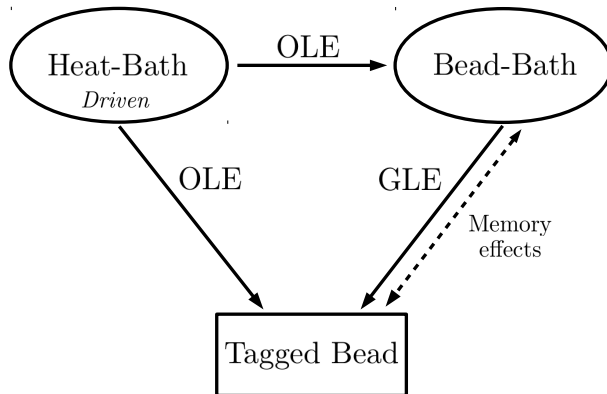 OLE
Heat-Bath
Driven
Bead-Bath
OLE
GLE
Memory
effects
Tagged Bead